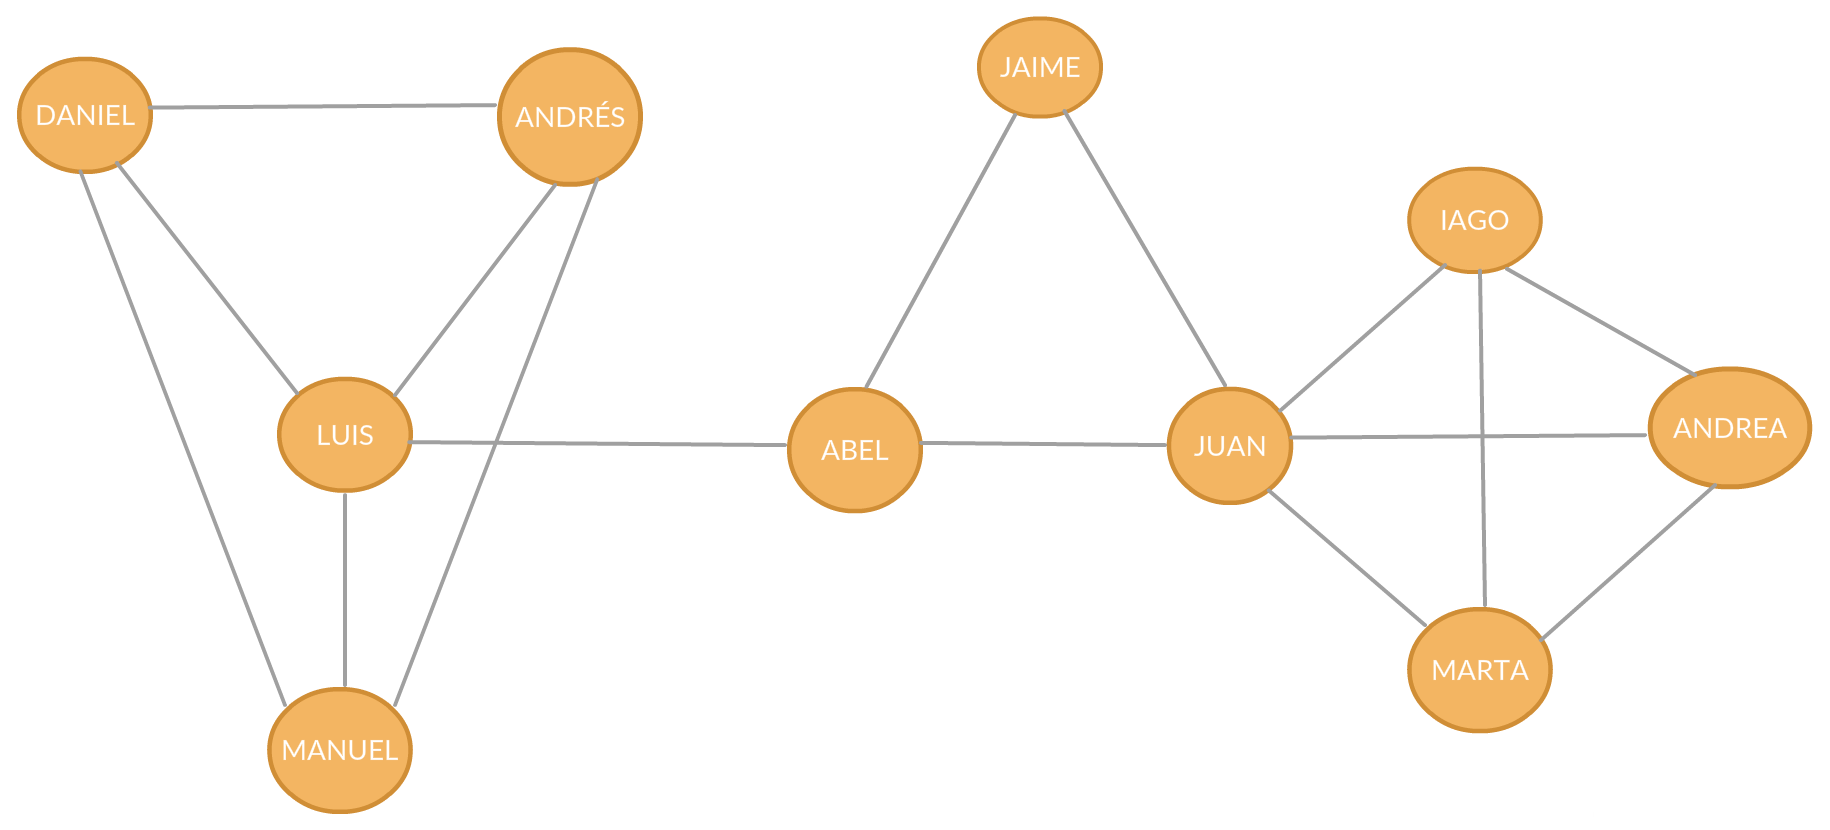 JAIME
DANIEL
ANDRÉS
IAGO
ANDREA
LUIS
ABEL
JUAN
MARTA
MANUEL